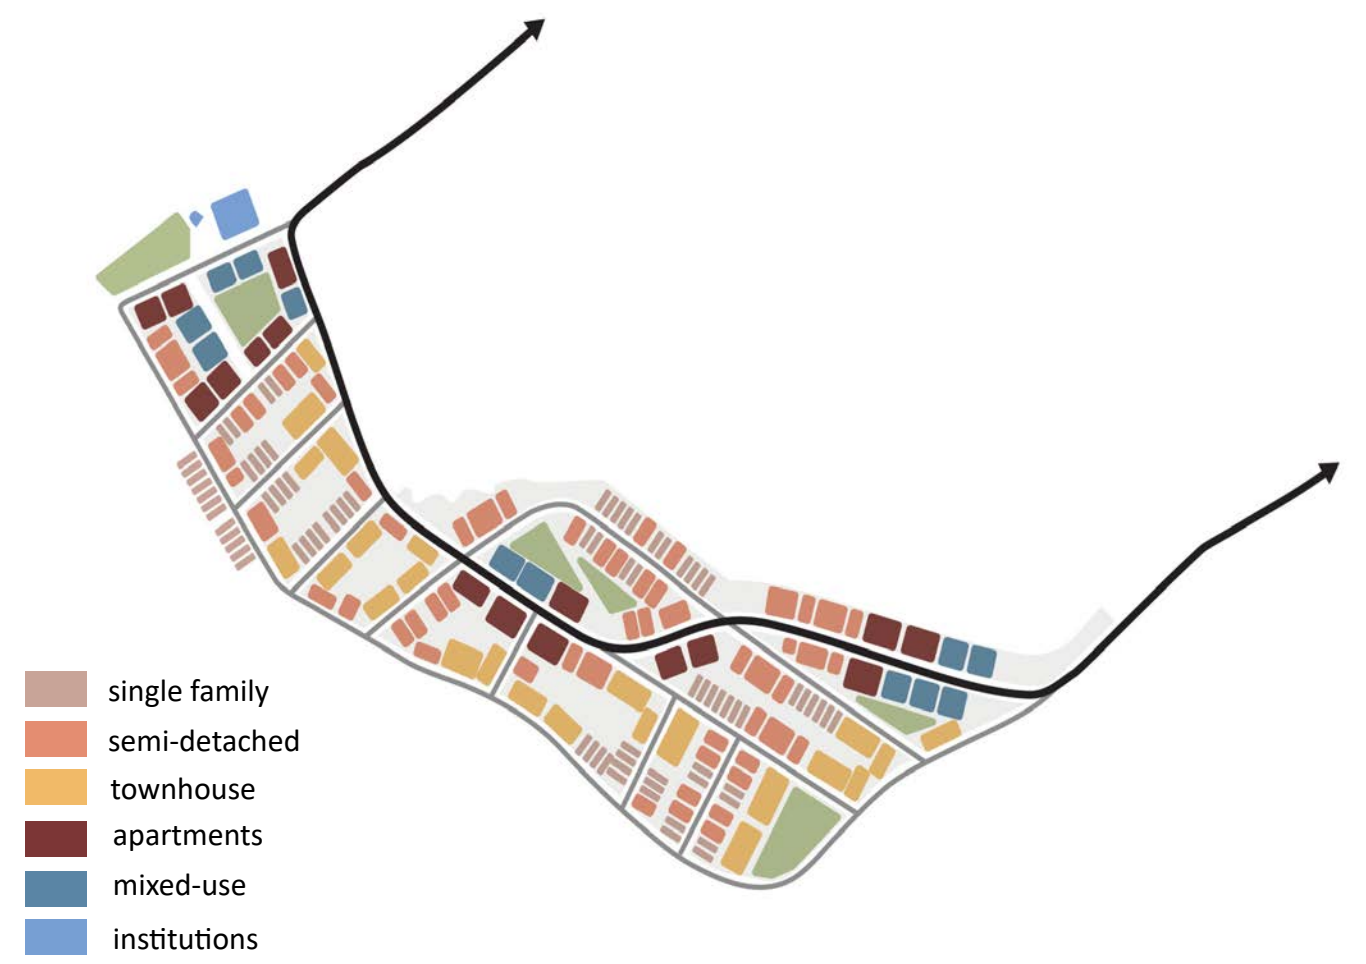 single family
semi-detached
townhouse
apartments
mixed-use
institutions